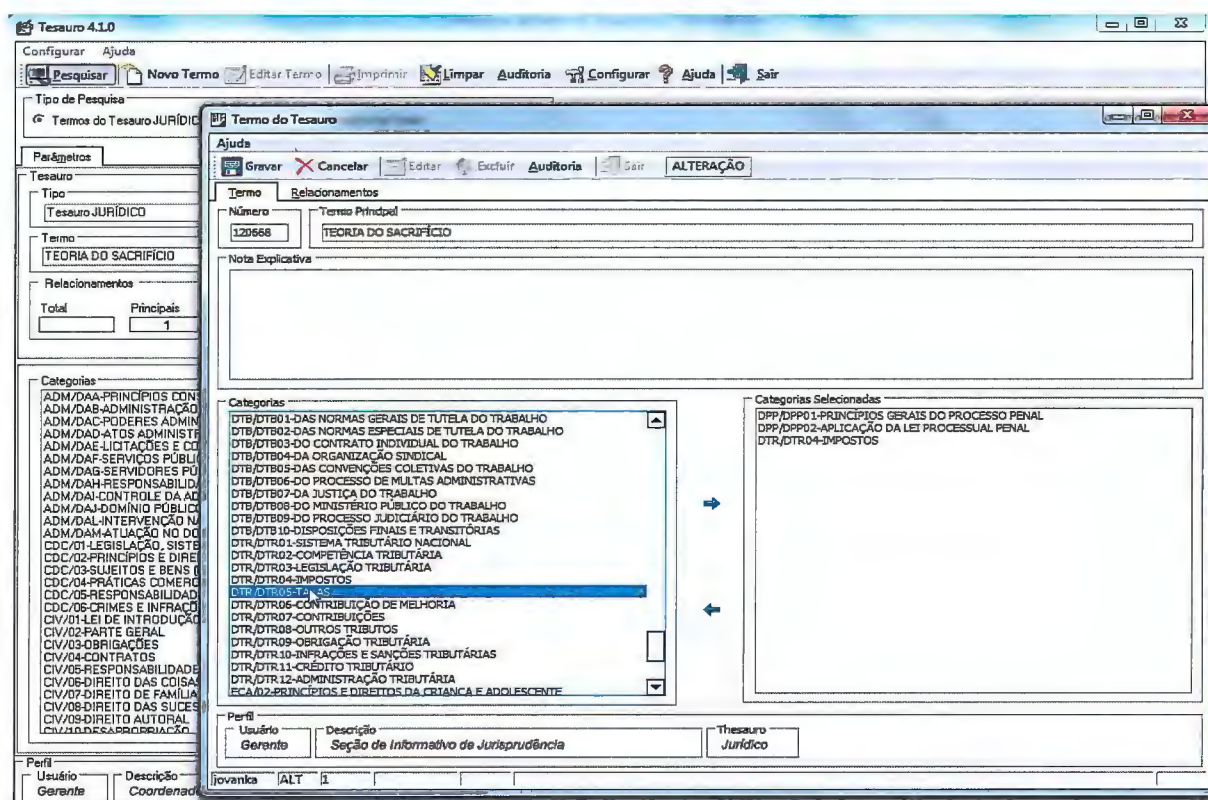 Tesauro 4.1.0
Configurar Ajuda
Pesquisar Novo Termo Editar Termo Imprimir Limpar Auditoria Configurar Ajuda Sair
Tipo de Pesquisa
Termos do Tesauro JURÍDIC
Parâmetros
Tesauro
Tipo
Tesauro JURÍDICO
Termo
TEORIA DO SACRIFÍCIO
Relacionamentos
Total Principais
1
Categorias
ADM/DAA-PRINCÍPIOS CONS
ADM/DAB-ADMINISTRAÇÃO
ADM/DAC-PODERES ADMIN
ADM/DAD-ATOS ADMINISTR
ADM/DAE-LICITAÇÕES E CO
ADM/DAF-SERVIÇOS PÚBLI
ADM/DAG-SERVIDORES PÚ
ADM/DAH-RESPONSABILIDA
ADM/DAI-CONTROLE DA AD
ADM/DAJ-DOMÍNIO PÚBLICO
ADM/DAL-INTERVENÇÃO NA
ADM/DAM-ATUAÇÃO NO DO
CDC/01-LEGISLAÇÃO, SISTE
CDC/02-PRINCÍPIOS E DIREI
CDC/03-SUJEITOS E BENS
CDC/04-PRÁTICAS COMERC
CDC/05-RESPONSABILIDAD
CDC/06-CRIMES E INFRAÇÕ
CIV/01-LEI DE INTRODUÇÃO
CIV/02-PARTE GERAL
CIV/03-OBRIGAÇÕES
CIV/04-CONTRATOS
CIV/05-RESPONSABILIDADE
CIV/06-DIREITO DAS COISAS
CIV/07-DIREITO DE FAMÍLIA
CIV/08-DIREITO DAS SUCES
CIV/09-DIREITO AUTORAL
CIV/10-DESAPROPRIAÇÃO
Perfil
Usuário Descrição
Gerente Coordenad
Termo do Tesauro
Ajuda
Gravar Cancelar Editar Excluir Auditoria Sair ALTERAÇÃO
Termo Relacionamentos
Número Termo Principal
120668 TEORIA DO SACRIFÍCIO
Nota Explicativa
Categorias
DTB/DTB01-DAS NORMAS GERAIS DE TUTELA DO TRABALHO
DTB/DTB02-DAS NORMAS ESPECIAIS DE TUTELA DO TRABALHO
DTB/DTB03-DO CONTRATO INDIVIDUAL DO TRABALHO
DTB/DTB04-DA ORGANIZAÇÃO SINDICAL
DTB/DTB05-DAS CONVENÇÕES COLETIVAS DO TRABALHO
DTB/DTB06-DO PROCESSO DE MULTAS ADMINISTRATIVAS
DTB/DTB07-DA JUSTIÇA DO TRABALHO
DTB/DTB08-DO MINISTÉRIO PÚBLICO DO TRABALHO
DTB/DTB09-DO PROCESSO JUDICIÁRIO DO TRABALHO
DTB/DTB10-DISPOSIÇÕES FINAIS E TRANSITÓRIAS
DTR/DTR01-SISTEMA TRIBUTÁRIO NACIONAL
DTR/DTR02-COMPETÊNCIA TRIBUTÁRIA
DTR/DTR03-LEGISLAÇÃO TRIBUTÁRIA
DTR/DTR04-IMPOSTOS
DTR/DTR05-TAXAS
DTR/DTR06-CONTRIBUIÇÃO DE MELHORIA
DTR/DTR07-CONTRIBUIÇÕES
DTR/DTR08-OUTROS TRIBUTOS
DTR/DTR09-OBRIGAÇÃO TRIBUTÁRIA
DTR/DTR10-INFRAÇÕES E SANÇÕES TRIBUTÁRIAS
DTR/DTR11-CRÉDITO TRIBUTÁRIO
DTR/DTR12-ADMINISTRAÇÃO TRIBUTÁRIA
ECA/02-PRINCÍPIOS E DIREITOS DA CRIANCA E ADOLESCENTE
Categorias Selecionadas
DPP/DPP01-PRINCÍPIOS GERAIS DO PROCESSO PENAL
DPP/DPP02-APLICAÇÃO DA LEI PROCESSUAL PENAL
DTR/DTR04-IMPOSTOS
Perfil
Usuário Descrição Thesauro
Gerente Seção de Informativo de Jurisprudência Jurídico
jovanka ALT 1